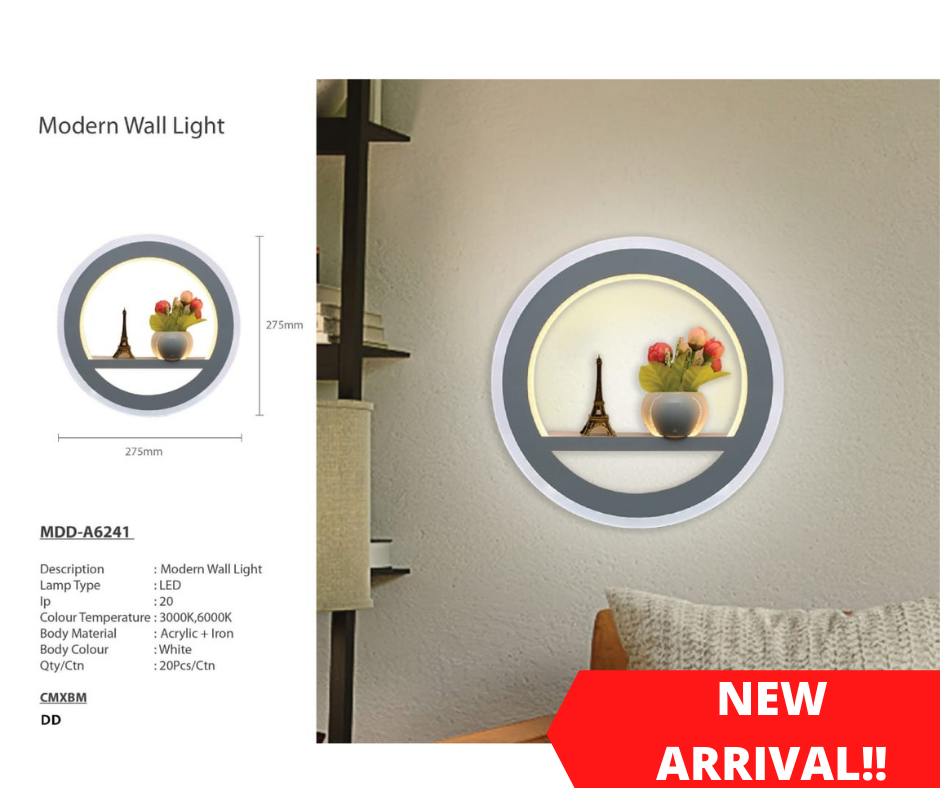 Modern Wall Light
275mm
275mm
MDD-A6241
Description : Modern Wall Light
Lamp Type : LED
Ip : 20
Colour Temperature : 3000K,6000K
Body Material : Acrylic + Iron
Body Colour : White
Qty/Ctn : 20Pcs/Ctn
CMXBM
DD
NEW
ARRIVAL!!